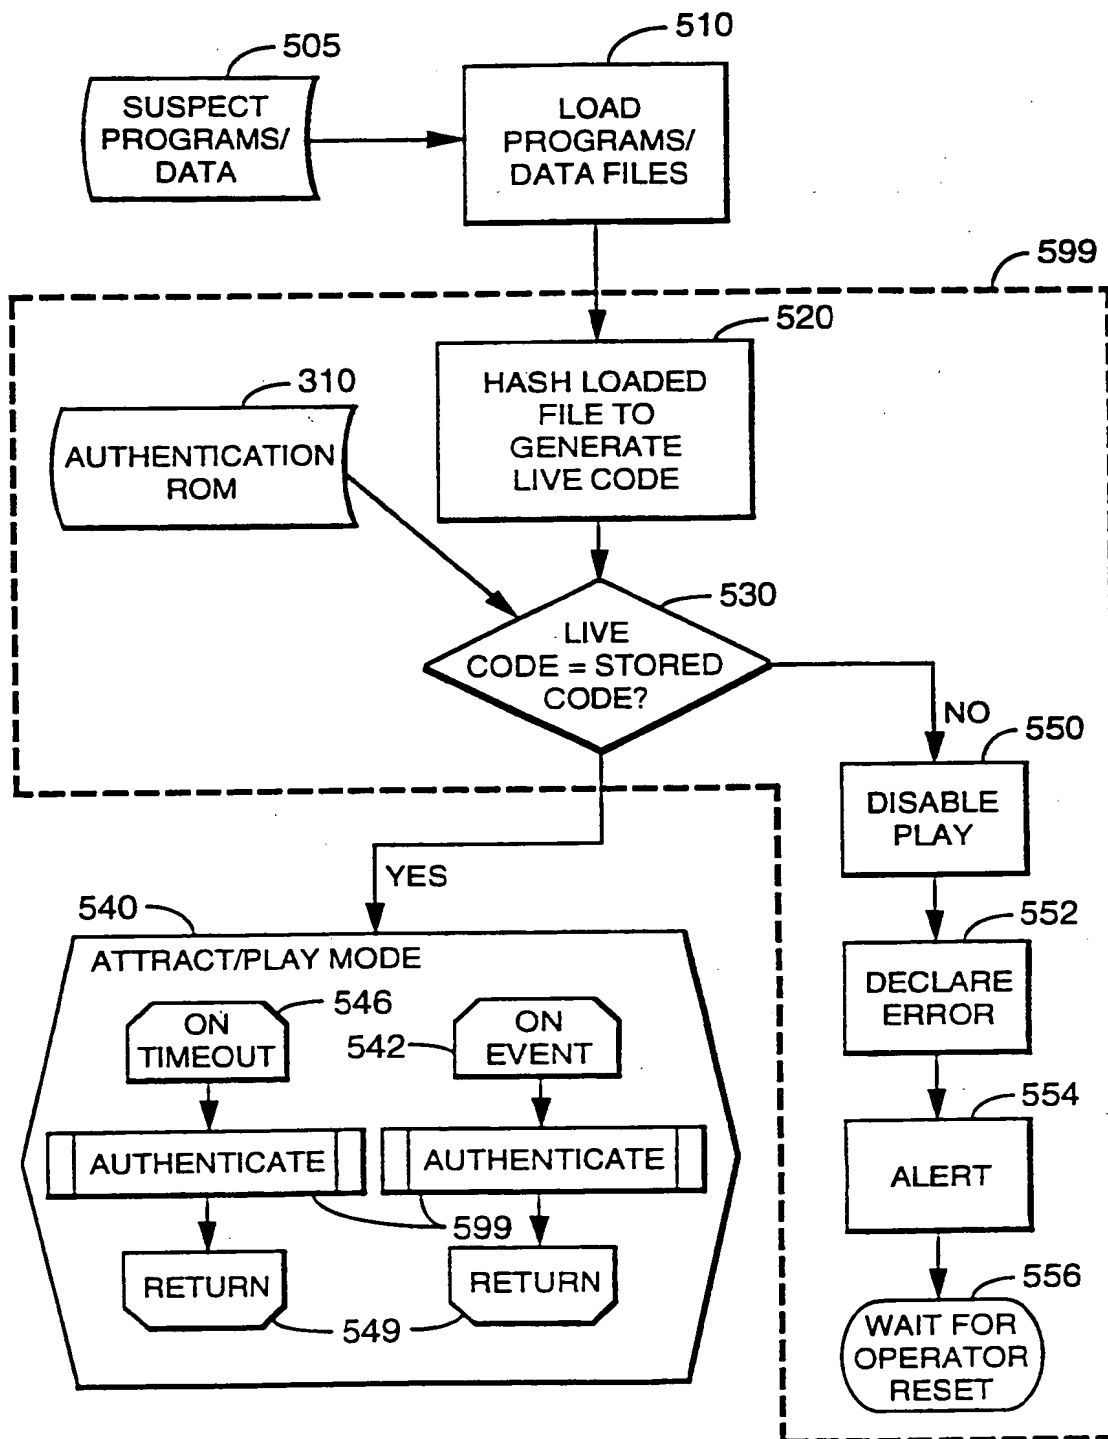 505
510
SUSPECT
PROGRAMS/
DATA
LOAD
PROGRAMS/
DATA FILES
599
520
310
HASH LOADED
FILE TO
GENERATE
LIVE CODE
AUTHENTICATION
ROM
530
LIVE
CODE = STORED
CODE?
NO
550
DISABLE
PLAY
YES
540
552
ATTRACT/PLAY MODE
DECLARE
ERROR
546
ON
TIMEOUT
542
ON
EVENT
554
AUTHENTICATE
AUTHENTICATE
ALERT
599
RETURN
RETURN
549
556
WAIT FOR
OPERATOR
RESET